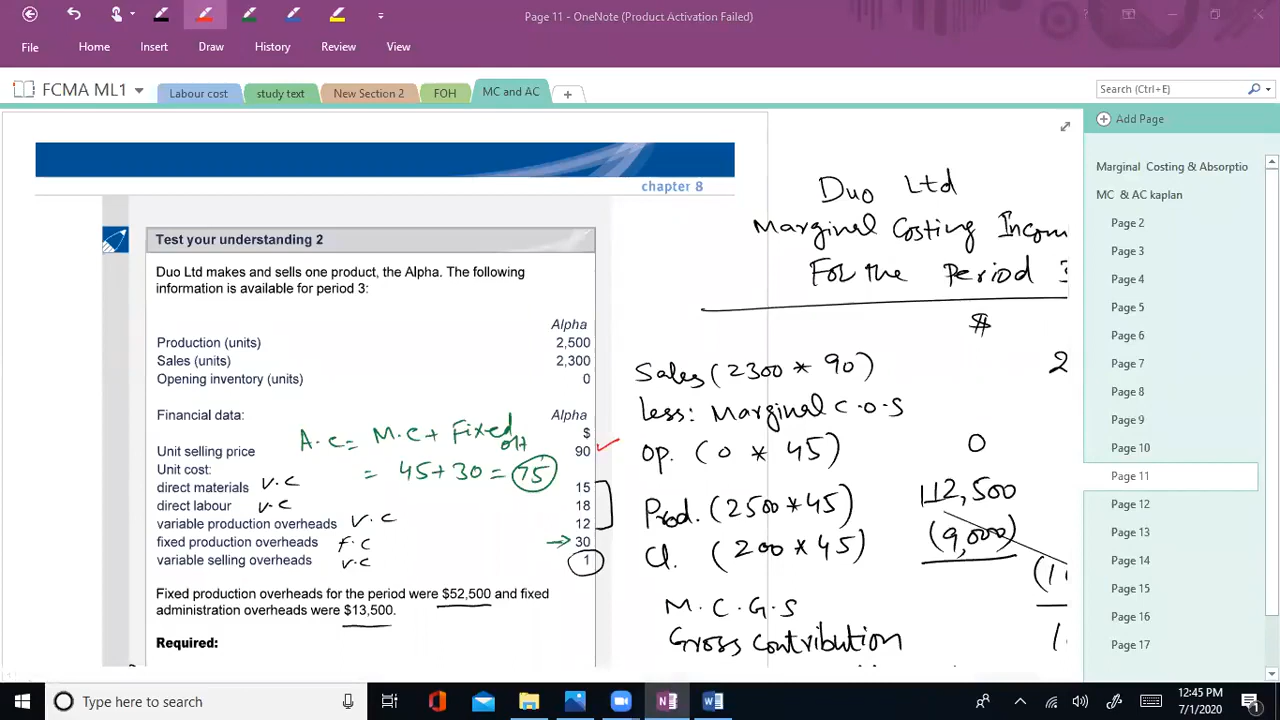 Page 11 - OneNote (Product Activation Failed)
File Home Insert Draw History Review View
FCMA ML1 Labour cost study text New Section 2 FOH MC and AC
Search (Ctrl+E)
Add Page
chapter 8
Test your understanding 2
Duo Ltd makes and sells one product, the Alpha. The following
information is available for period 3:
Alpha
Production (units) 2,500
Sales (units) 2,300
Opening inventory (units) 0
Financial data: Alpha
$
Unit selling price 90
Unit cost:
direct materials V.C 15
direct labour V.C 18
variable production overheads V.C 12
fixed production overheads F.C 30
variable selling overheads V.C 1
A.C = M.C + Fixed OH
= 45 + 30 = 75
Fixed production overheads for the period were $52,500 and fixed
administration overheads were $13,500.
Required:
Duo Ltd
Marginal Costing Incom
For the Period 3
$
Sales (2300 * 90) 2
less: Marginal C.O.S
Op. (0 * 45) 0
Prod. (2500 * 45) 112,500
Cl. (200 * 45) (9,000)
M.C.G.S
Gross Contribution
Marginal Costing & Absorptio
MC & AC kaplan
Page 2
Page 3
Page 4
Page 5
Page 6
Page 7
Page 8
Page 9
Page 10
Page 11
Page 12
Page 13
Page 14
Page 15
Page 16
Page 17
Type here to search
12:45 PM
7/1/2020